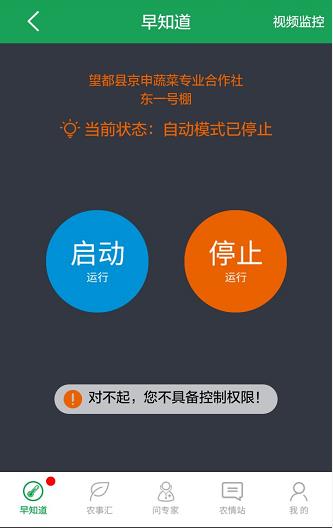 早知道
视频监控
望都县京申蔬菜专业合作社
东一号棚
当前状态：自动模式已停止
启动
运行
停止
运行
对不起，您不具备控制权限！
早知道
农事汇
问专家
农情站
我的